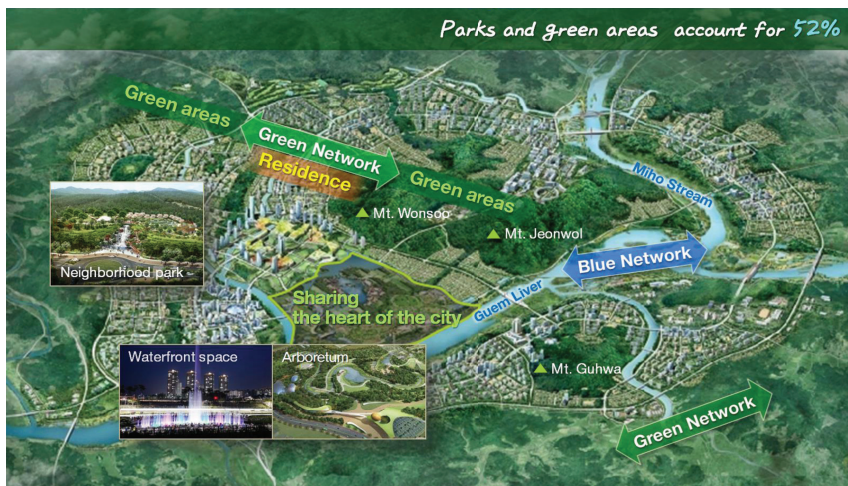 Parks and green areas account for 52%
Green areas
Green Network
Residence
Green areas
Mt. Wonsoo
Mt. Jeonwol
Miho Stream
Blue Network
Neighborhood park
Sharing
the heart of the city
Guem Liver
Waterfront space
Arboretum
Mt. Guhwa
Green Network